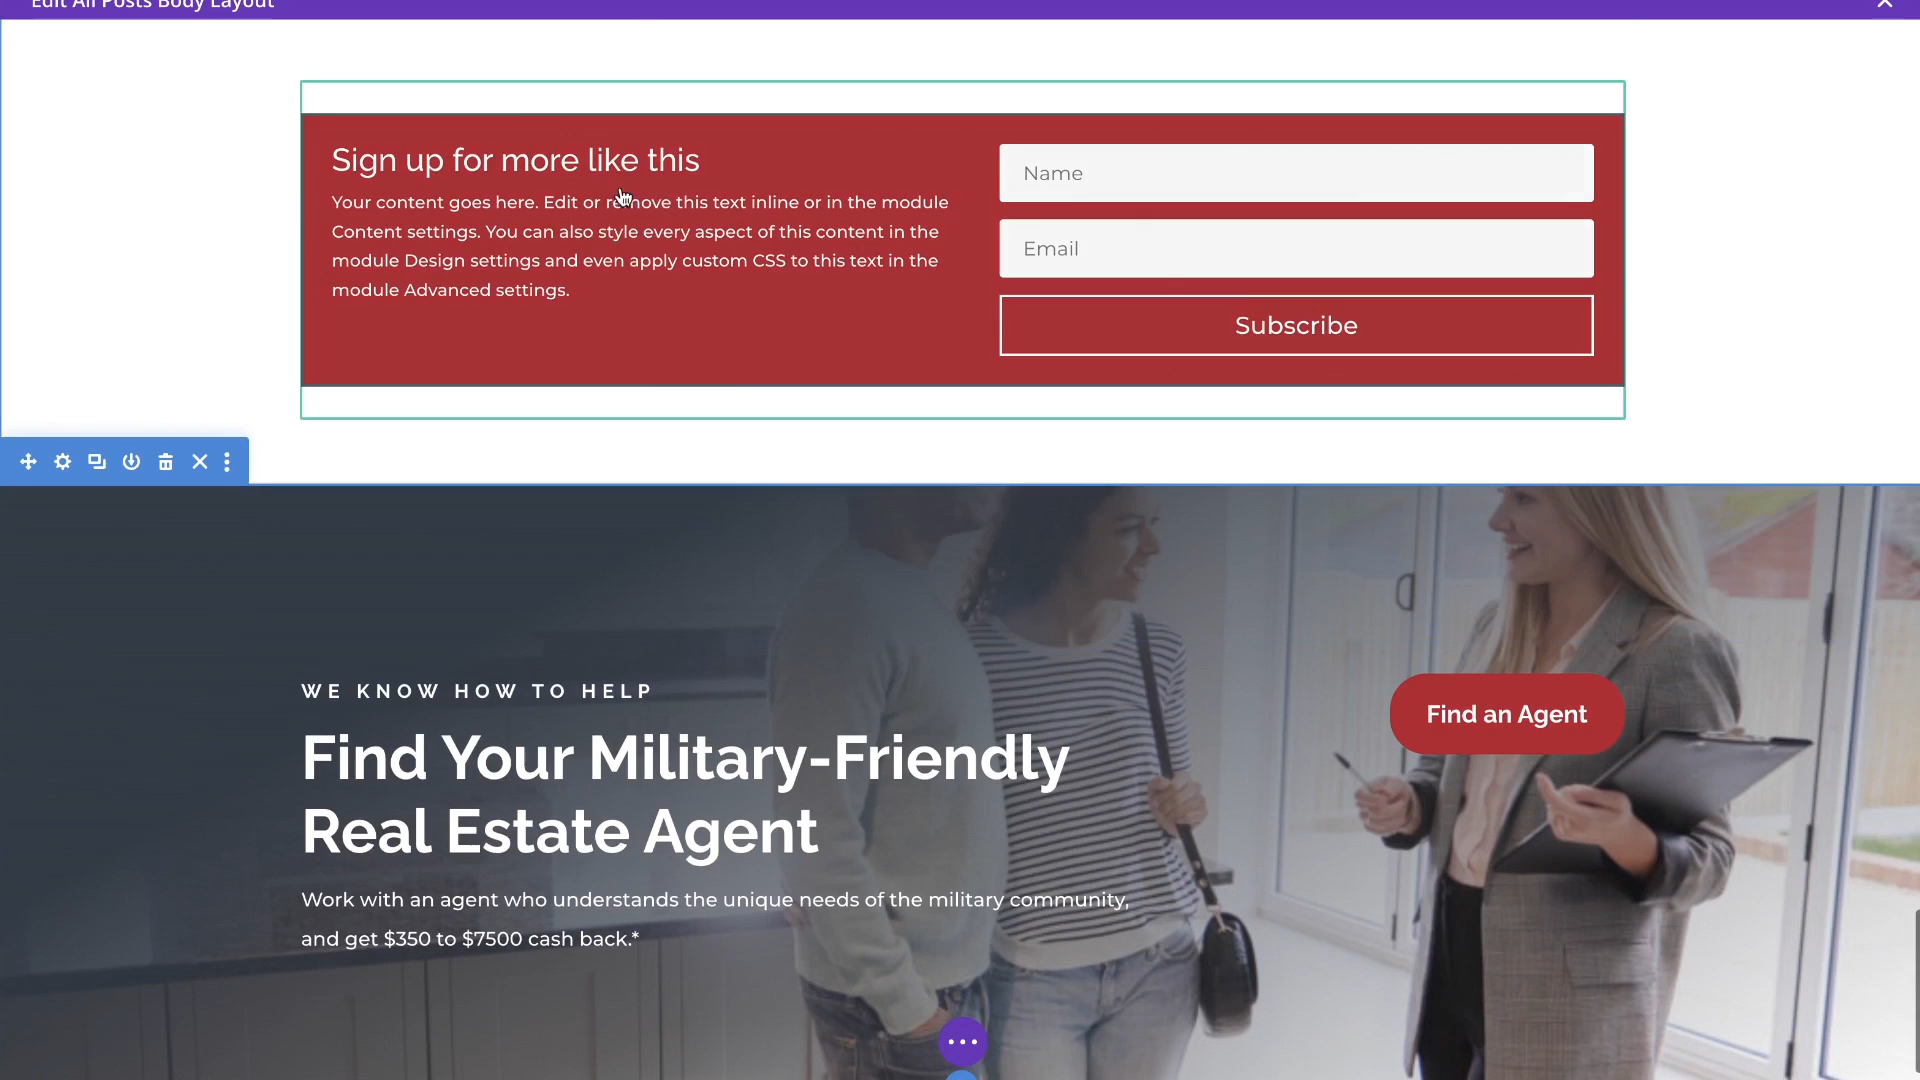 Edit All Posts Body Layout
Sign up for more like this
Your content goes here. Edit or remove this text inline or in the module
Content settings. You can also style every aspect of this content in the
module Design settings and even apply custom CSS to this text in the
module Advanced settings.
Name
Email
Subscribe
WE KNOW HOW TO HELP
Find Your Military-Friendly
Real Estate Agent
Work with an agent who understands the unique needs of the military community,
and get $350 to $7500 cash back.*
Find an Agent